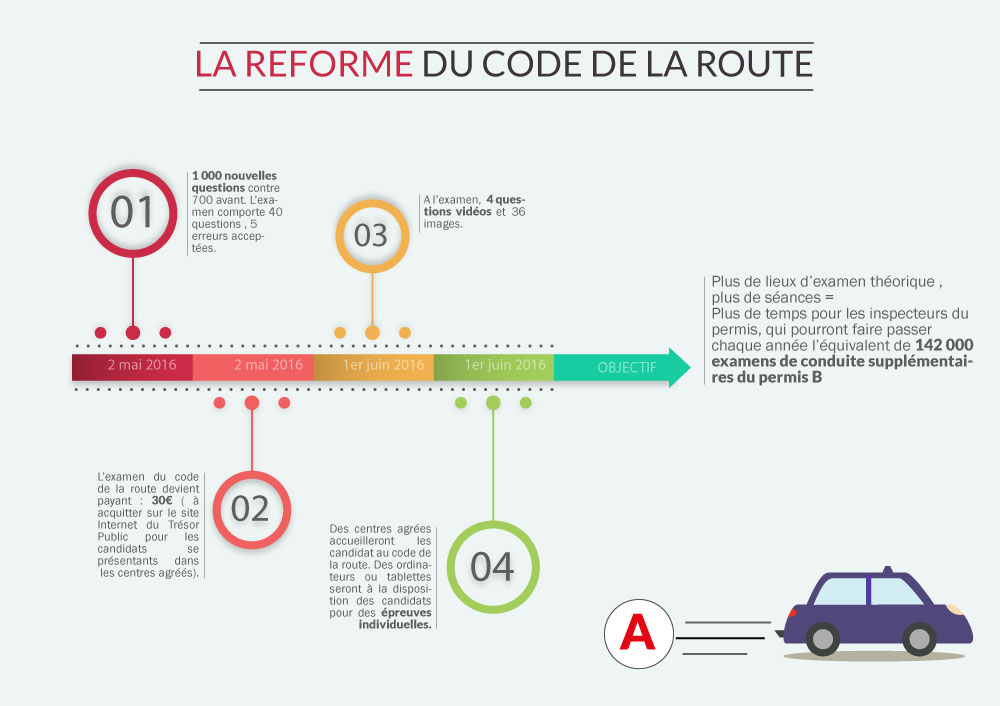 LA REFORME DU CODE DE LA ROUTE
01
1 000 nouvelles
questions contre
700 avant. L'exa-
men comporte 40
questions , 5
erreurs accep-
tées.
03
A l'examen, 4 ques-
tions vidéos et 36
images.
2 mai 2016
2 mai 2016
1er juin 2016
1er juin 2016
OBJECTIF
Plus de lieux d'examen théorique ,
plus de séances =
Plus de temps pour les inspecteurs du
permis, qui pourront faire passer
chaque année l'équivalent de 142 000
examens de conduite supplémentai-
res du permis B
L'examen du code
de la route devient
payant : 30€ ( à
acquitter sur le site
Internet du Trésor
Public pour les
candidats se
présentants dans
les centres agréés).
02
Des centres agrées
accueilleront les
candidat au code de
la route. Des ordina-
teurs ou tablettes
seront à la disposi-
tion des candidats
pour des épreuves
individuelles.
04
A